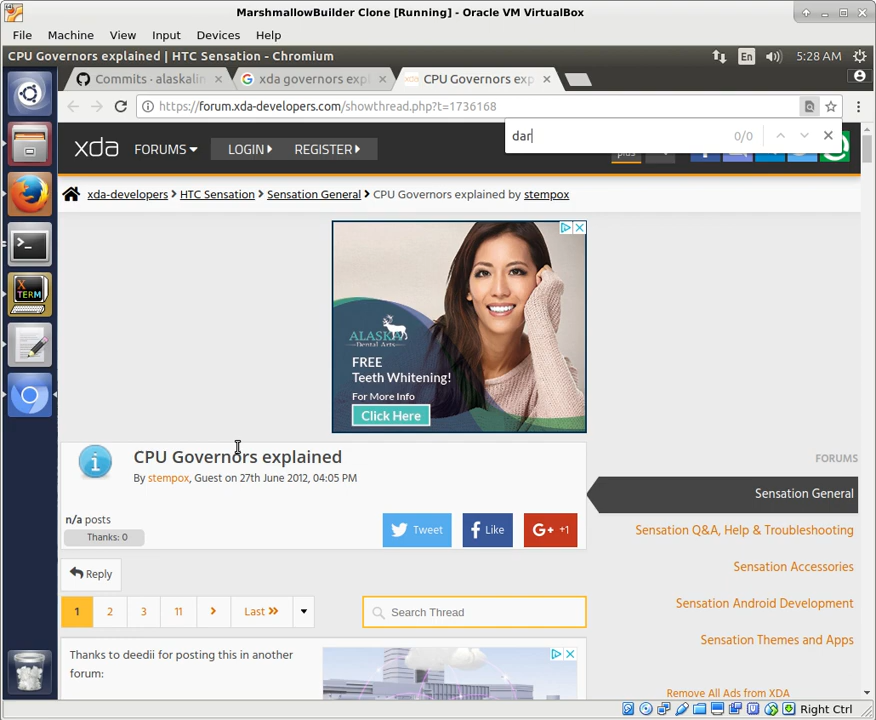 MarshmallowBuilder Clone [Running] - Oracle VM VirtualBox
File Machine View Input Devices Help
CPU Governors explained | HTC Sensation - Chromium
En
5:28 AM
Commits · alaskalin
xda governors expl
CPU Governors exp
https://forum.xda-developers.com/showthread.php?t=1736168
dar
0/0
xda FORUMS LOGIN REGISTER
plus
xda-developers HTC Sensation Sensation General CPU Governors explained by stempox
ALASKA
Dental Arts
FREE
Teeth Whitening!
For More Info
Click Here
X TERM
CPU Governors explained
By stempox, Guest on 27th June 2012, 04:05 PM
n/a posts
Thanks: 0
Tweet
Like
G+ +1
Reply
1 2 3 11 Last
Search Thread
Thanks to deedii for posting this in another
forum:
FORUMS
Sensation General
Sensation Q&A, Help & Troubleshooting
Sensation Accessories
Sensation Android Development
Sensation Themes and Apps
Remove All Ads from XDA
Right Ctrl